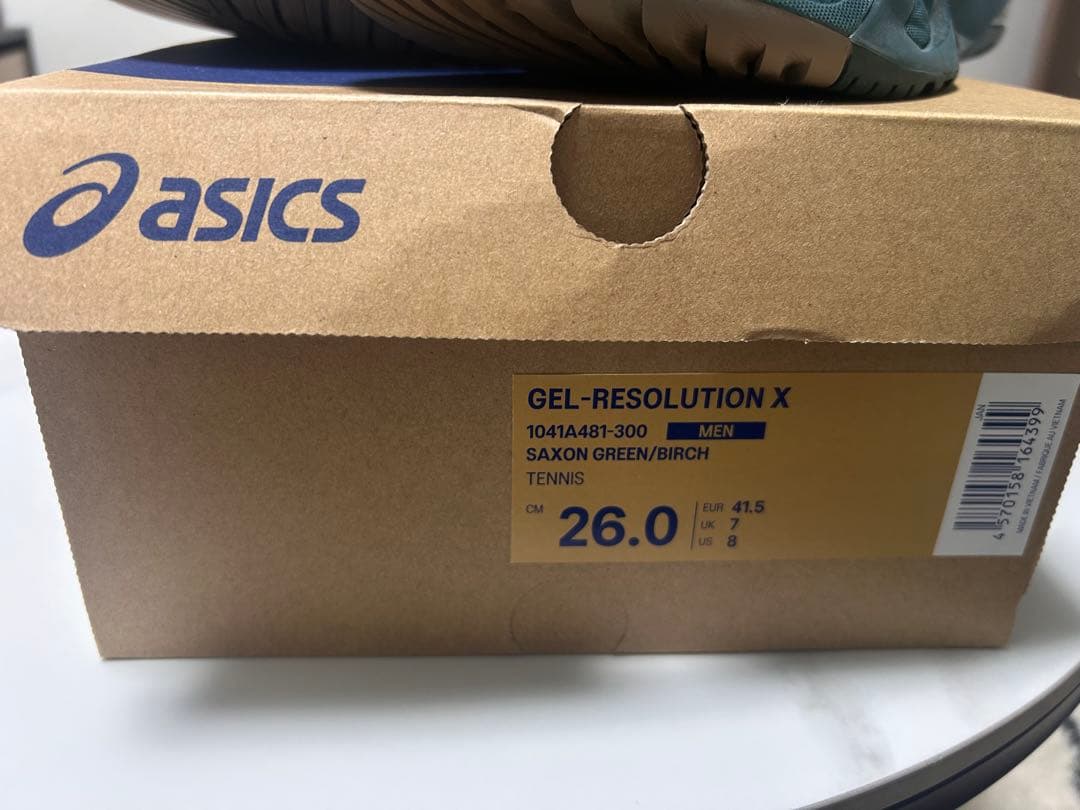 asics
GEL-RESOLUTION X
1041A481-300 MEN
SAXON GREEN/BIRCH
TENNIS
CM 26.0
EUR 41.5
UK 7
US 8
JAN
4 570158 164399
MADE IN VIETNAM / FABRIQUE AU VIETNAM